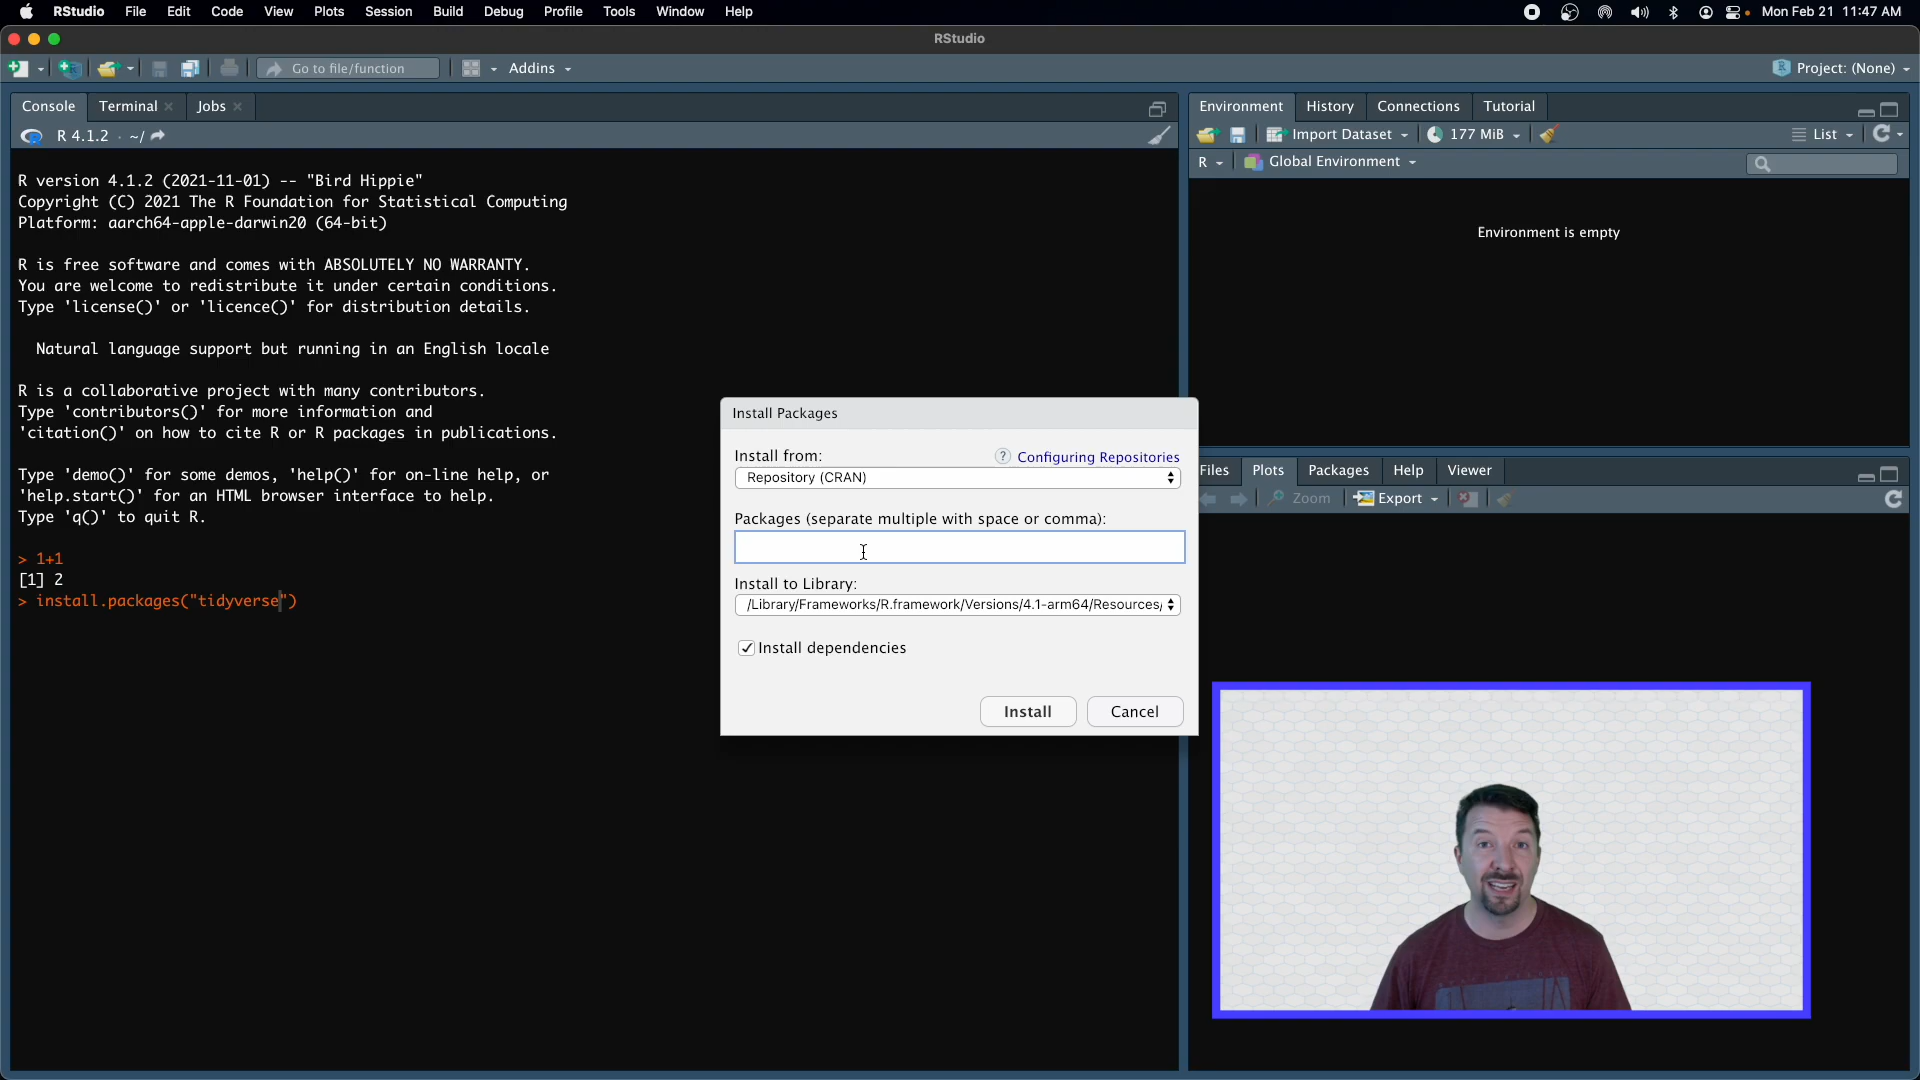 RStudio File Edit Code View Plots Session Build Debug Profile Tools Window Help Mon Feb 21 11:47 AM
RStudio
Go to file/function Addins Project: (None)
Console Terminal Jobs
R 4.1.2 · ~/
R version 4.1.2 (2021-11-01) -- "Bird Hippie"
Copyright (C) 2021 The R Foundation for Statistical Computing
Platform: aarch64-apple-darwin20 (64-bit)
R is free software and comes with ABSOLUTELY NO WARRANTY.
You are welcome to redistribute it under certain conditions.
Type 'license()' or 'licence()' for distribution details.
Natural language support but running in an English locale
R is a collaborative project with many contributors.
Type 'contributors()' for more information and
'citation()' on how to cite R or R packages in publications.
Type 'demo()' for some demos, 'help()' for on-line help, or
'help.start()' for an HTML browser interface to help.
Type 'q()' to quit R.
> 1+1
[1] 2
> install.packages("tidyverse")
Install Packages
Install from: ? Configuring Repositories
Repository (CRAN)
Packages (separate multiple with space or comma):
Install to Library:
/Library/Frameworks/R.framework/Versions/4.1-arm64/Resources/
Install dependencies
Install Cancel
Environment History Connections Tutorial
Import Dataset 177 MiB List
R Global Environment
Environment is empty
Files Plots Packages Help Viewer
Zoom Export